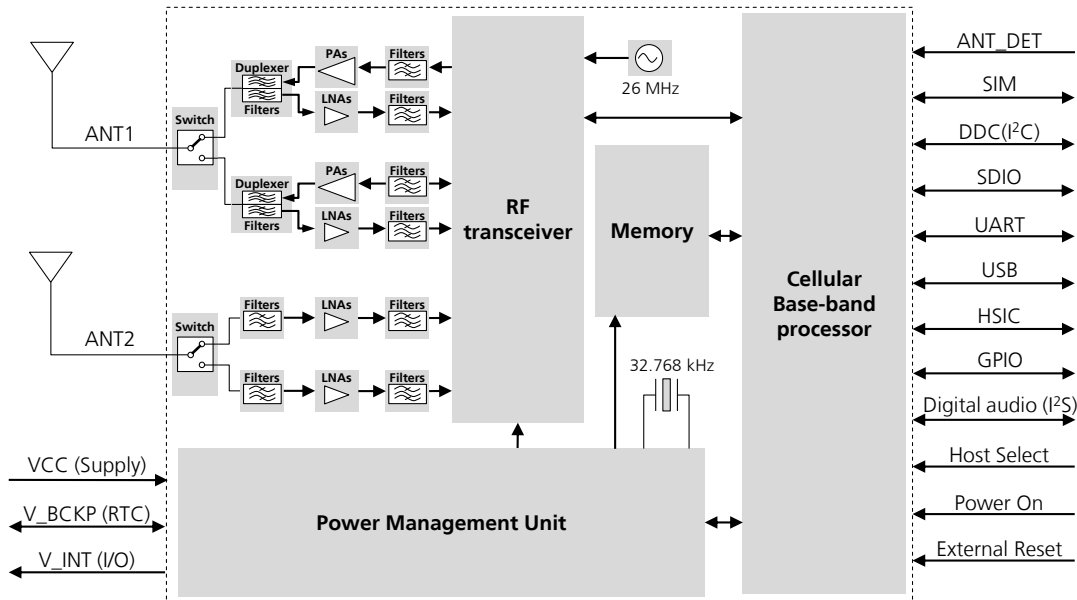 ANT1
Switch
Duplexer
Filters
PAs
Filters
LNAs
Filters
Duplexer
Filters
PAs
Filters
LNAs
Filters
ANT2
Switch
Filters
LNAs
Filters
Filters
LNAs
Filters
RF
transceiver
26 MHz
Memory
32.768 kHz
Cellular
Base-band
processor
Power Management Unit
VCC (Supply)
V_BCKP (RTC)
V_INT (I/O)
ANT_DET
SIM
DDC(I²C)
SDIO
UART
USB
HSIC
GPIO
Digital audio (I²S)
Host Select
Power On
External Reset